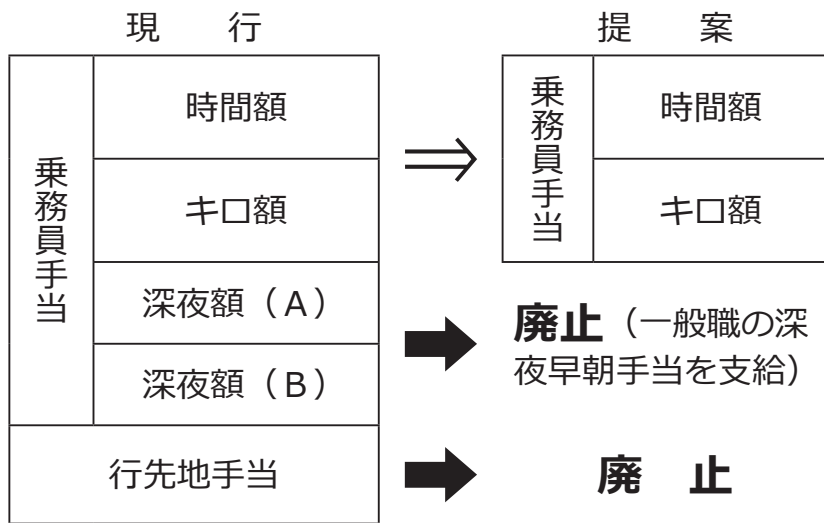 現行
乗務員手当
時間額
キロ額
深夜額（A）
深夜額（B）
行先地手当
提案
乗務員手当
時間額
キロ額
廃止（一般職の深
夜早朝手当を支給）
廃止